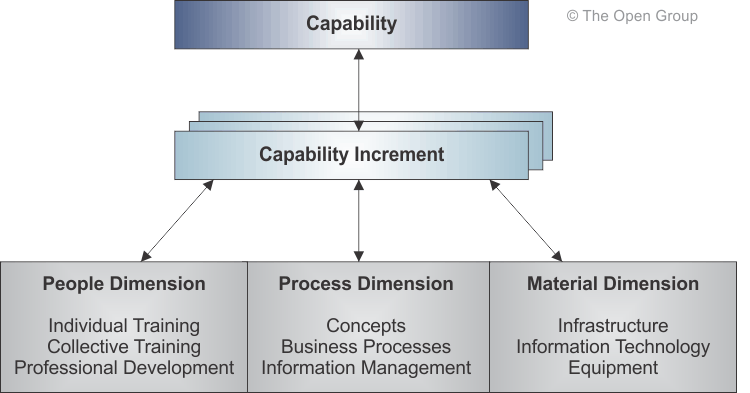 Capability
© The Open Group
Capability Increment
People Dimension
Individual Training
Collective Training
Professional Development
Process Dimension
Concepts
Business Processes
Information Management
Material Dimension
Infrastructure
Information Technology
Equipment